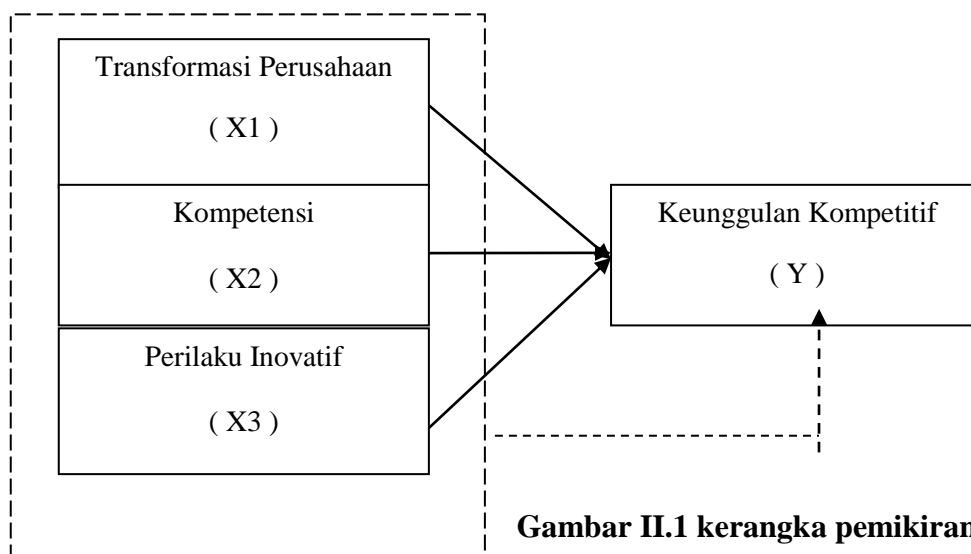 Transformasi Perusahaan
( X1 )
Kompetensi
( X2 )
Perilaku Inovatif
( X3 )
Keunggulan Kompetitif
( Y )
Gambar II.1 kerangka pemikiran